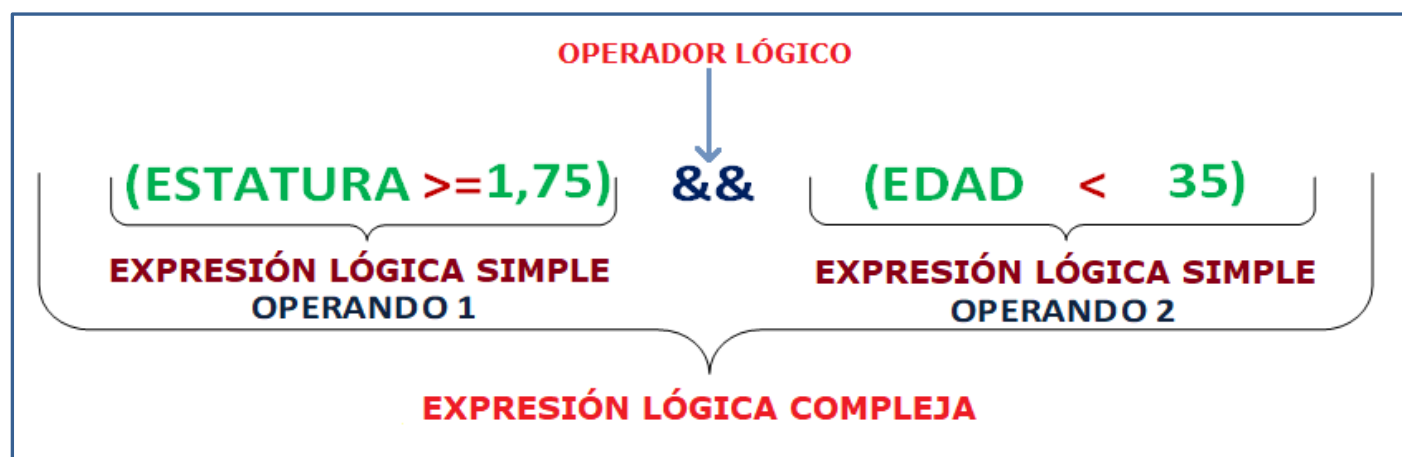 OPERADOR LÓGICO
(ESTATURA >=1,75) && (EDAD < 35)
EXPRESIÓN LÓGICA SIMPLE EXPRESIÓN LÓGICA SIMPLE
OPERANDO 1 OPERANDO 2
EXPRESIÓN LÓGICA COMPLEJA